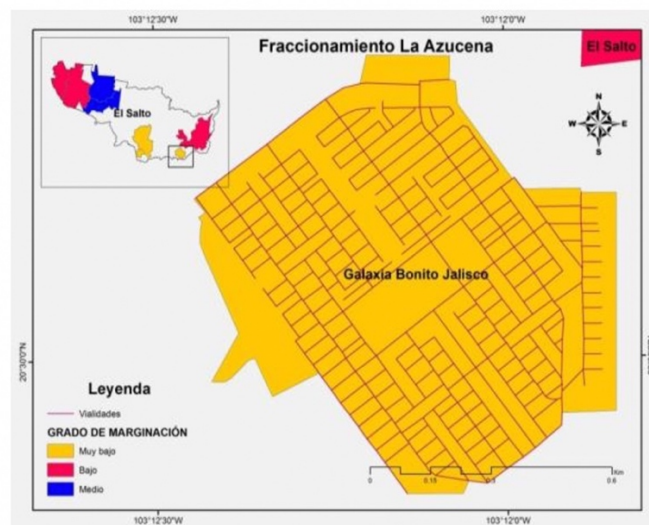 103°12'30"W
103°12'0"W
Fraccionamiento La Azucena
El Salto
El Salto
N
W
E
S
Galaxia Bonito Jalisco
20°30'0"N
Leyenda
Vialidades
GRADO DE MARGINACIÓN
Muy bajo
Bajo
Medio
Km
0
0.15
0.3
0.6
103°12'30"W
103°12'0"W